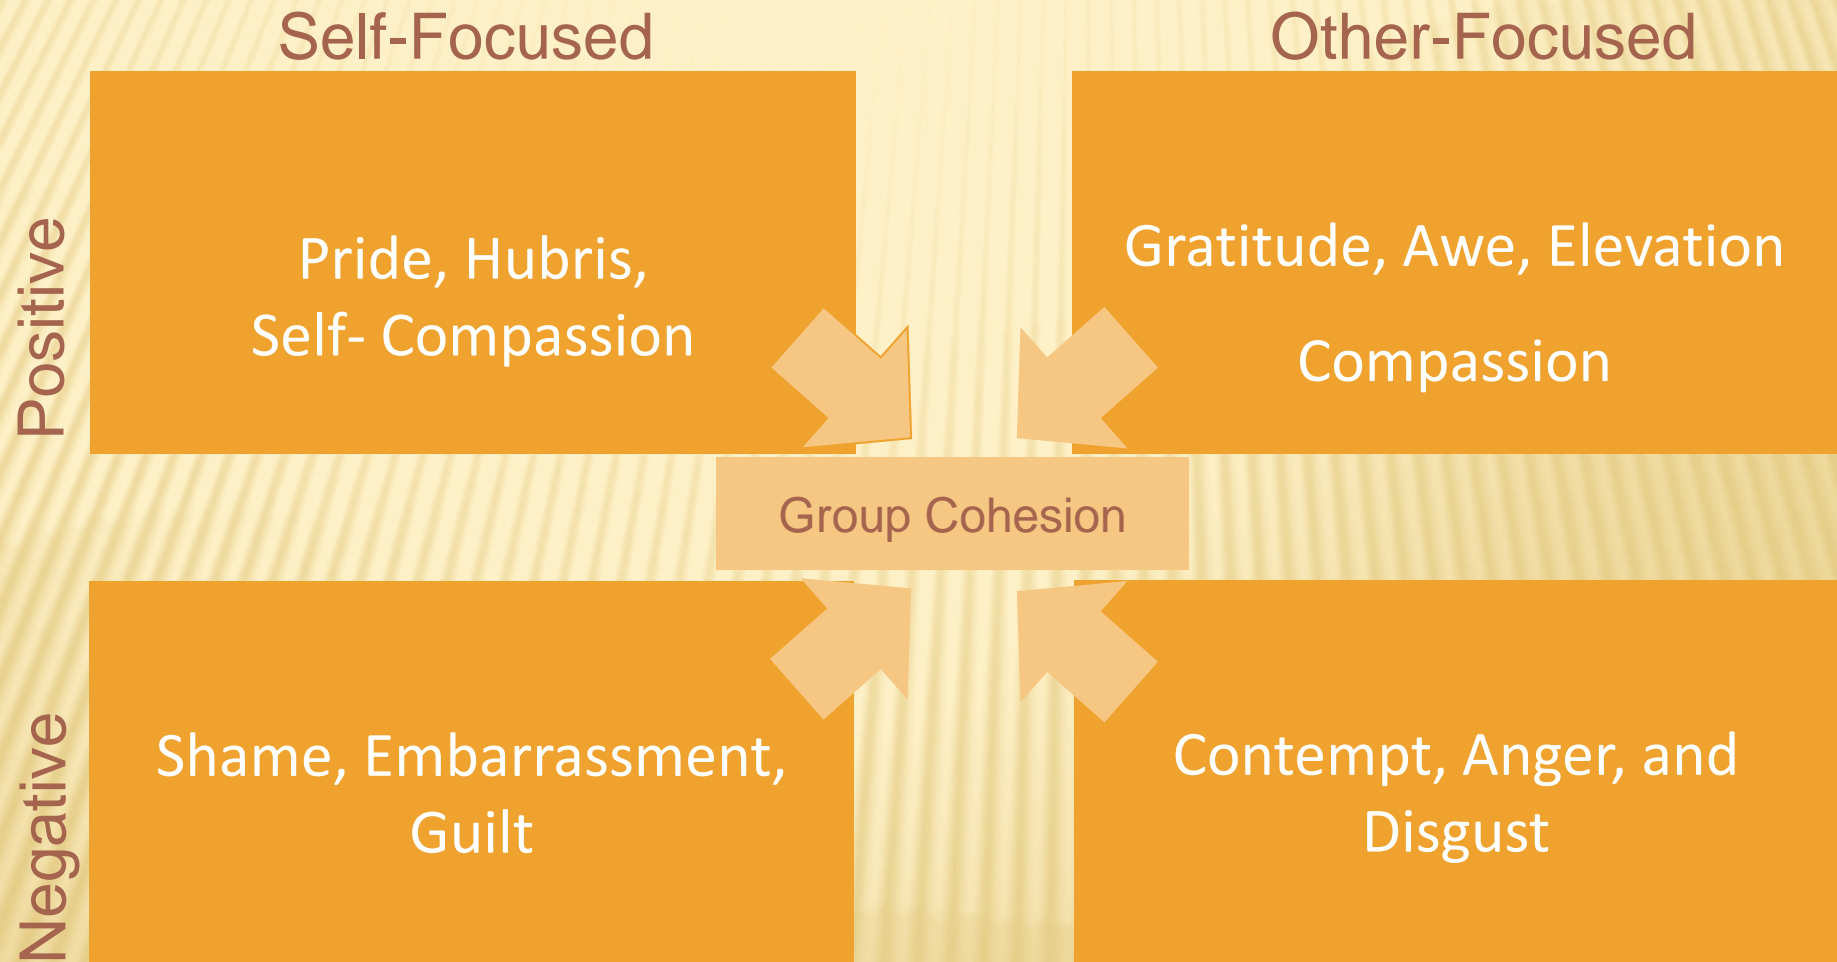 Self-Focused
Other-Focused
Positive
Pride, Hubris,
Self- Compassion
Gratitude, Awe, Elevation
Compassion
Group Cohesion
Negative
Shame, Embarrassment,
Guilt
Contempt, Anger, and
Disgust